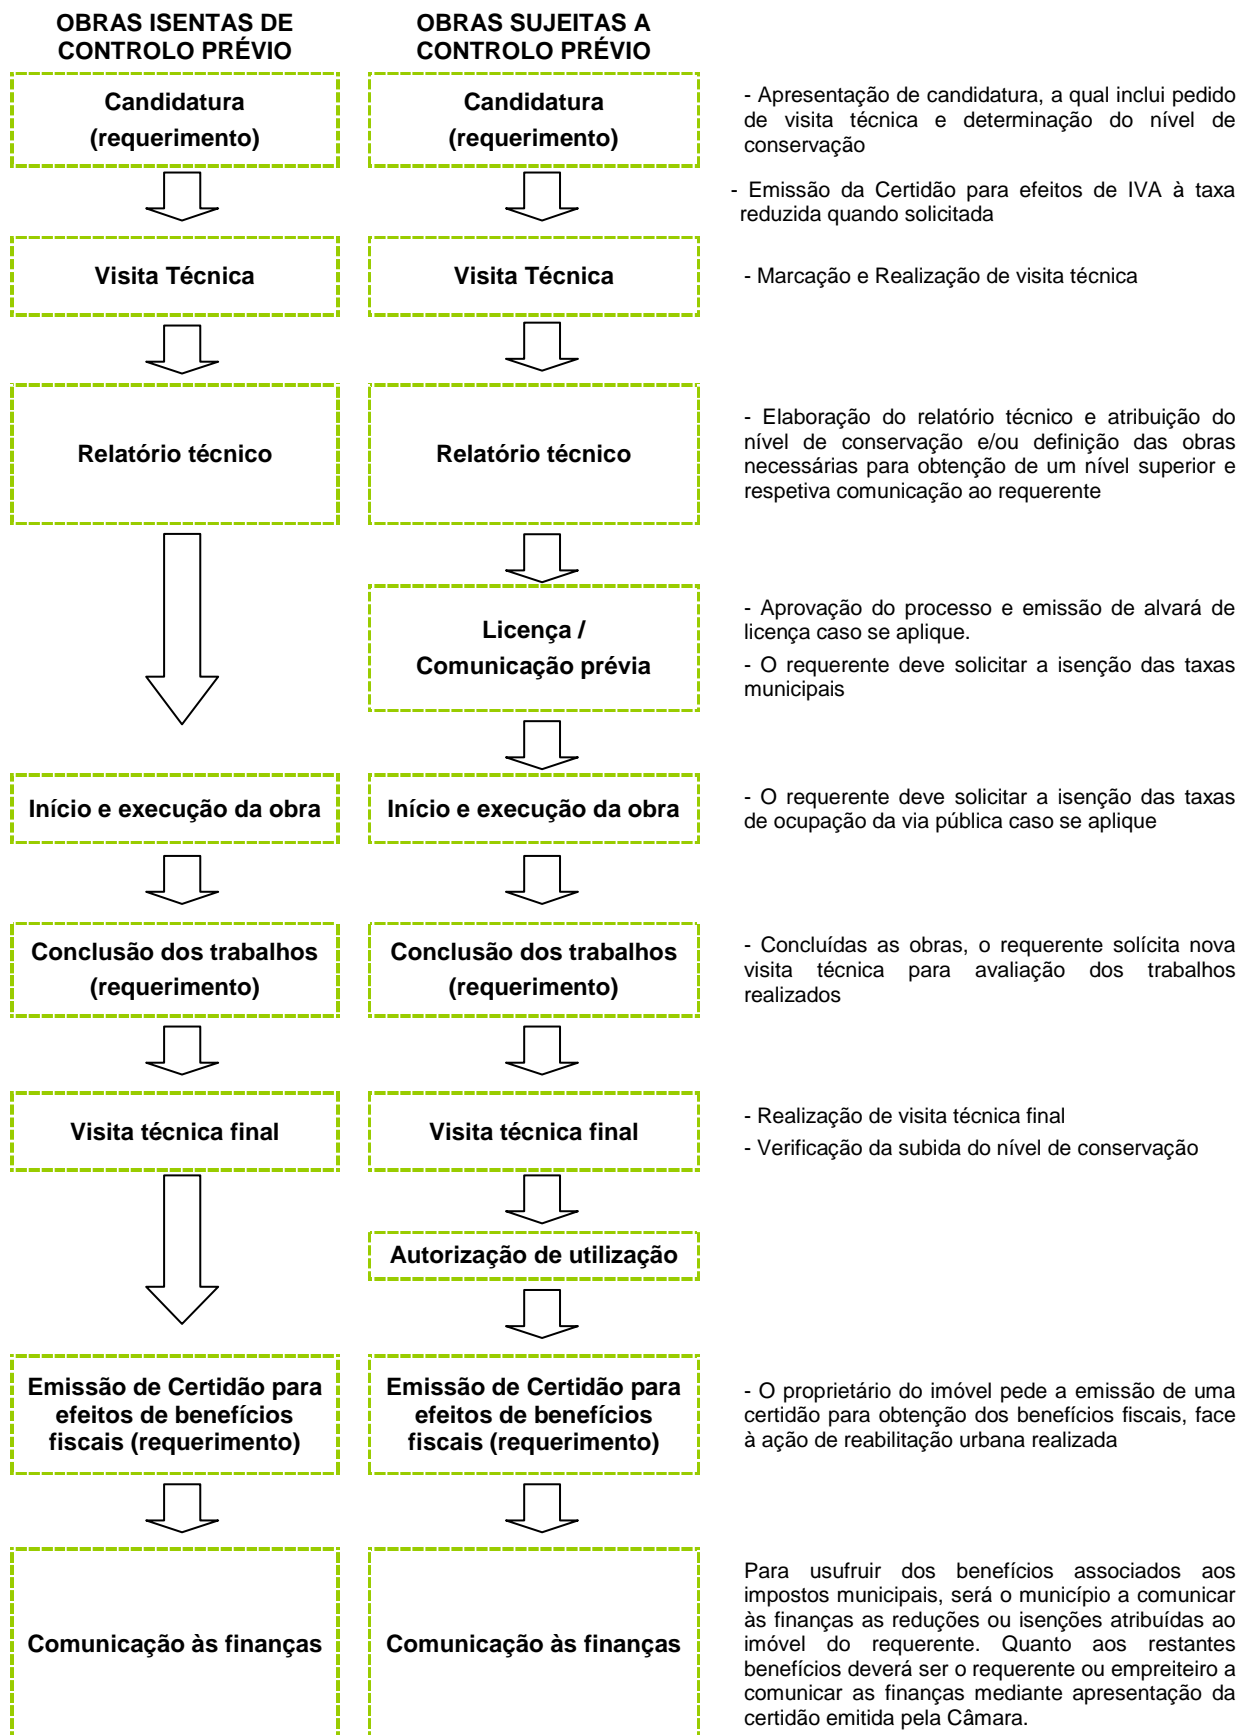 OBRAS ISENTAS DE
CONTROLO PRÉVIO
OBRAS SUJEITAS A
CONTROLO PRÉVIO
Candidatura
(requerimento)
Candidatura
(requerimento)
- Apresentação de candidatura, a qual inclui pedido
de visita técnica e determinação do nível de
conservação
- Emissão da Certidão para efeitos de IVA à taxa
reduzida quando solicitada
Visita Técnica
Visita Técnica
- Marcação e Realização de visita técnica
Relatório técnico
Relatório técnico
- Elaboração do relatório técnico e atribuição do
nível de conservação e/ou definição das obras
necessárias para obtenção de um nível superior e
respetiva comunicação ao requerente
Licença /
Comunicação prévia
- Aprovação do processo e emissão de alvará de
licença caso se aplique.
- O requerente deve solicitar a isenção das taxas
municipais
Início e execução da obra
Início e execução da obra
- O requerente deve solicitar a isenção das taxas
de ocupação da via pública caso se aplique
Conclusão dos trabalhos
(requerimento)
Conclusão dos trabalhos
(requerimento)
- Concluídas as obras, o requerente solícita nova
visita técnica para avaliação dos trabalhos
realizados
Visita técnica final
Visita técnica final
- Realização de visita técnica final
- Verificação da subida do nível de conservação
Autorização de utilização
Emissão de Certidão para
efeitos de benefícios
fiscais (requerimento)
Emissão de Certidão para
efeitos de benefícios
fiscais (requerimento)
- O proprietário do imóvel pede a emissão de uma
certidão para obtenção dos benefícios fiscais, face
à ação de reabilitação urbana realizada
Comunicação às finanças
Comunicação às finanças
Para usufruir dos benefícios associados aos
impostos municipais, será o município a comunicar
às finanças as reduções ou isenções atribuídas ao
imóvel do requerente. Quanto aos restantes
benefícios deverá ser o requerente ou empreiteiro a
comunicar as finanças mediante apresentação da
certidão emitida pela Câmara.